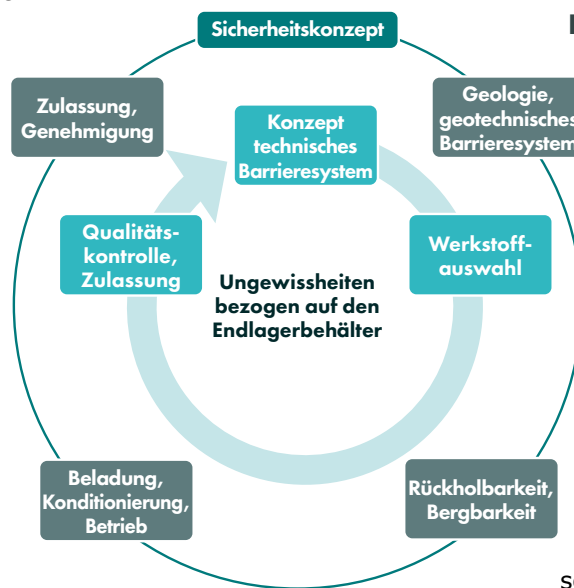 Sicherheitskonzept
Zulassung,
Genehmigung
Geologie,
geotechnisches
Barrieresystem
Konzept
technisches
Barrieresystem
Qualitäts-
kontrolle,
Zulassung
Werkstoff-
auswahl
Ungewissheiten
bezogen auf den
Endlagerbehälter
Beladung,
Konditionierung,
Betrieb
Rückholbarkeit,
Bergbarkeit